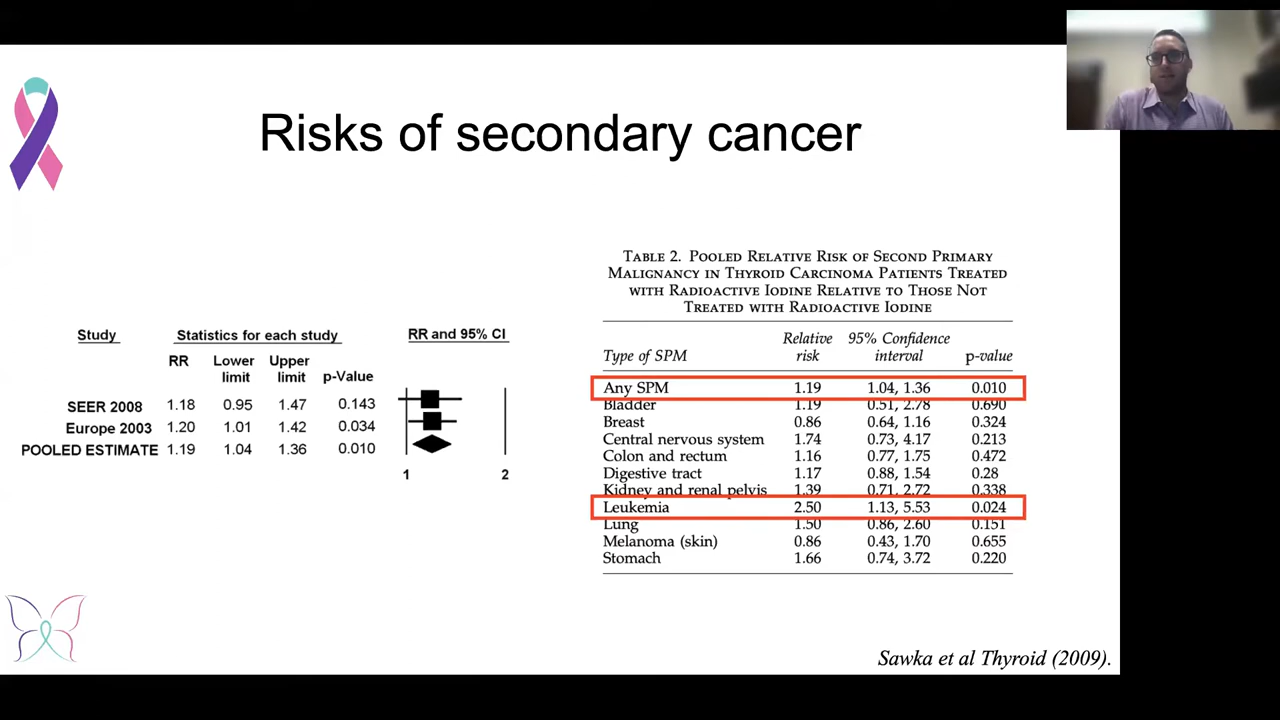 Risks of secondary cancer
Study Statistics for each study RR and 95% CI
RR Lower limit Upper limit p-Value
SEER 2008 1.18 0.95 1.47 0.143
Europe 2003 1.20 1.01 1.42 0.034
POOLED ESTIMATE 1.19 1.04 1.36 0.010
1 2
TABLE 2. POOLED RELATIVE RISK OF SECOND PRIMARY
MALIGNANCY IN THYROID CARCINOMA PATIENTS TREATED
WITH RADIOACTIVE IODINE RELATIVE TO THOSE NOT
TREATED WITH RADIOACTIVE IODINE
Relative 95% Confidence
Type of SPM risk interval p-value
Any SPM 1.19 1.04, 1.36 0.010
Bladder 1.19 0.51, 2.78 0.690
Breast 0.86 0.64, 1.16 0.324
Central nervous system 1.74 0.73, 4.17 0.213
Colon and rectum 1.16 0.77, 1.75 0.472
Digestive tract 1.17 0.88, 1.54 0.28
Kidney and renal pelvis 1.39 0.71, 2.72 0.338
Leukemia 2.50 1.13, 5.53 0.024
Lung 1.50 0.86, 2.60 0.151
Melanoma (skin) 0.86 0.43, 1.70 0.655
Stomach 1.66 0.74, 3.72 0.220
Sawka et al Thyroid (2009).